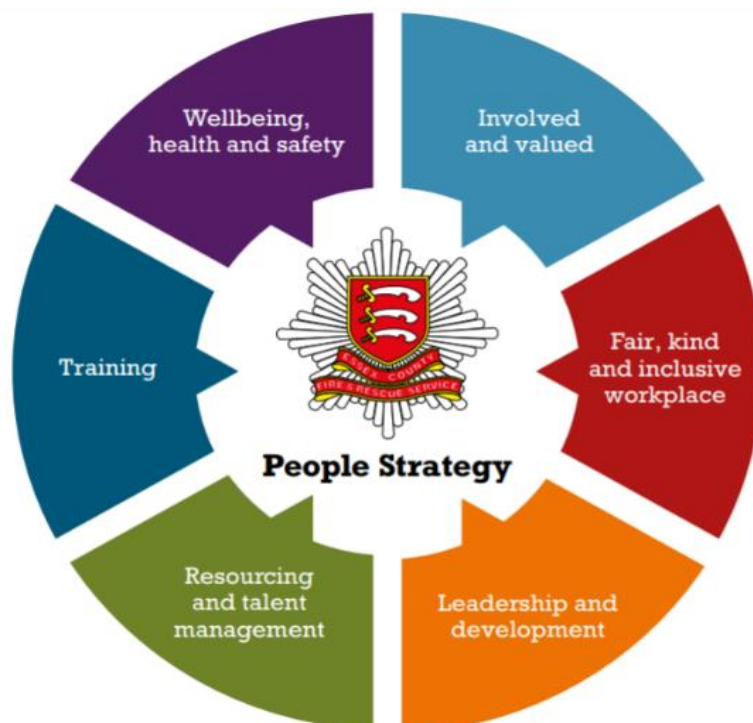 Wellbeing,
health and safety
Involved
and valued
Training
ESSEX COUNTY
FIRE & RESCUE SERVICE
Fair, kind
and inclusive
workplace
People Strategy
Resourcing
and talent
management
Leadership and
development